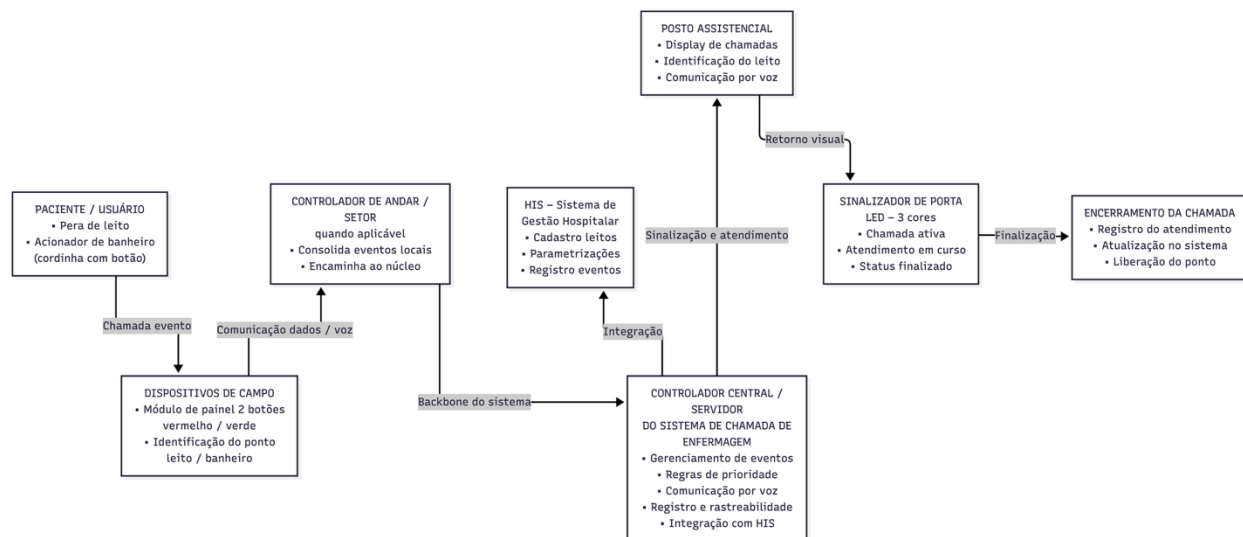 PACIENTE / USUÁRIO
▪ Pera de leito
▪ Acionador de banheiro
(cordinha com botão)
Chamada evento
DISPOSITIVOS DE CAMPO
▪ Módulo de painel 2 botões
vermelho / verde
▪ Identificação do ponto
leito / banheiro
Comunicação dados / voz
CONTROLADOR DE ANDAR /
SETOR
quando aplicável
▪ Consolida eventos locais
▪ Encaminha ao núcleo
Backbone do sistema
CONTROLADOR CENTRAL /
SERVIDOR
DO SISTEMA DE CHAMADA DE
ENFERMAGEM
▪ Gerenciamento de eventos
▪ Regras de prioridade
▪ Comunicação por voz
▪ Registro e rastreabilidade
▪ Integração com HIS
Integração
HIS – Sistema de
Gestão Hospitalar
▪ Cadastro leitos
▪ Parametrizações
▪ Registro eventos
Sinalização e atendimento
POSTO ASSISTENCIAL
▪ Display de chamadas
▪ Identificação do leito
▪ Comunicação por voz
Retorno visual
SINALIZADOR DE PORTA
LED – 3 cores
▪ Chamada ativa
▪ Atendimento em curso
▪ Status finalizado
Finalização
ENCERRAMENTO DA CHAMADA
▪ Registro do atendimento
▪ Atualização no sistema
▪ Liberação do ponto